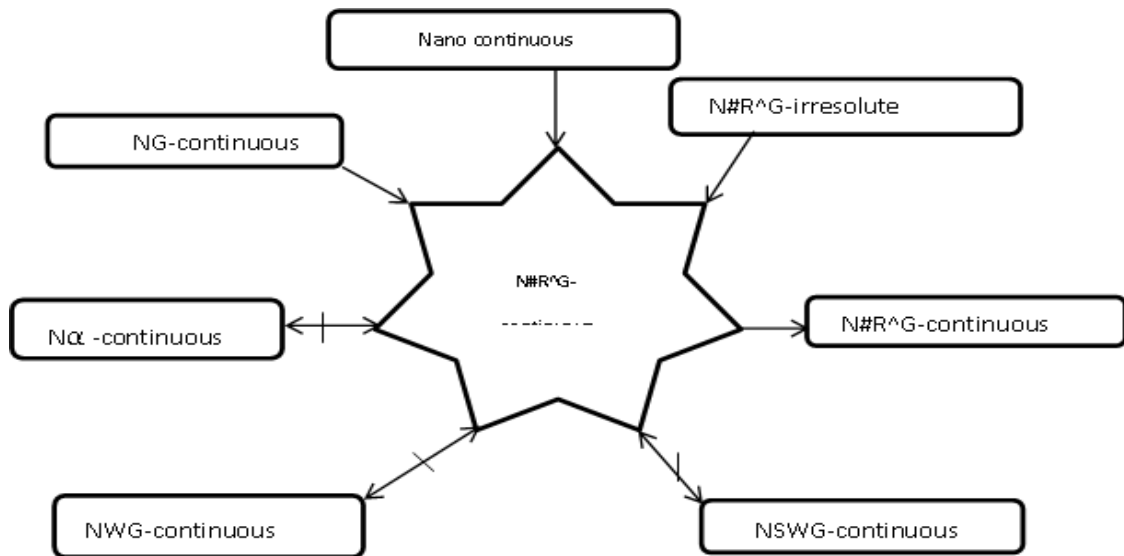 Nano continuous
N#R^G-irresolute
NG-continuous
N#R^G-
Nα -continuous
N#R^G-continuous
NWG-continuous
NSWG-continuous